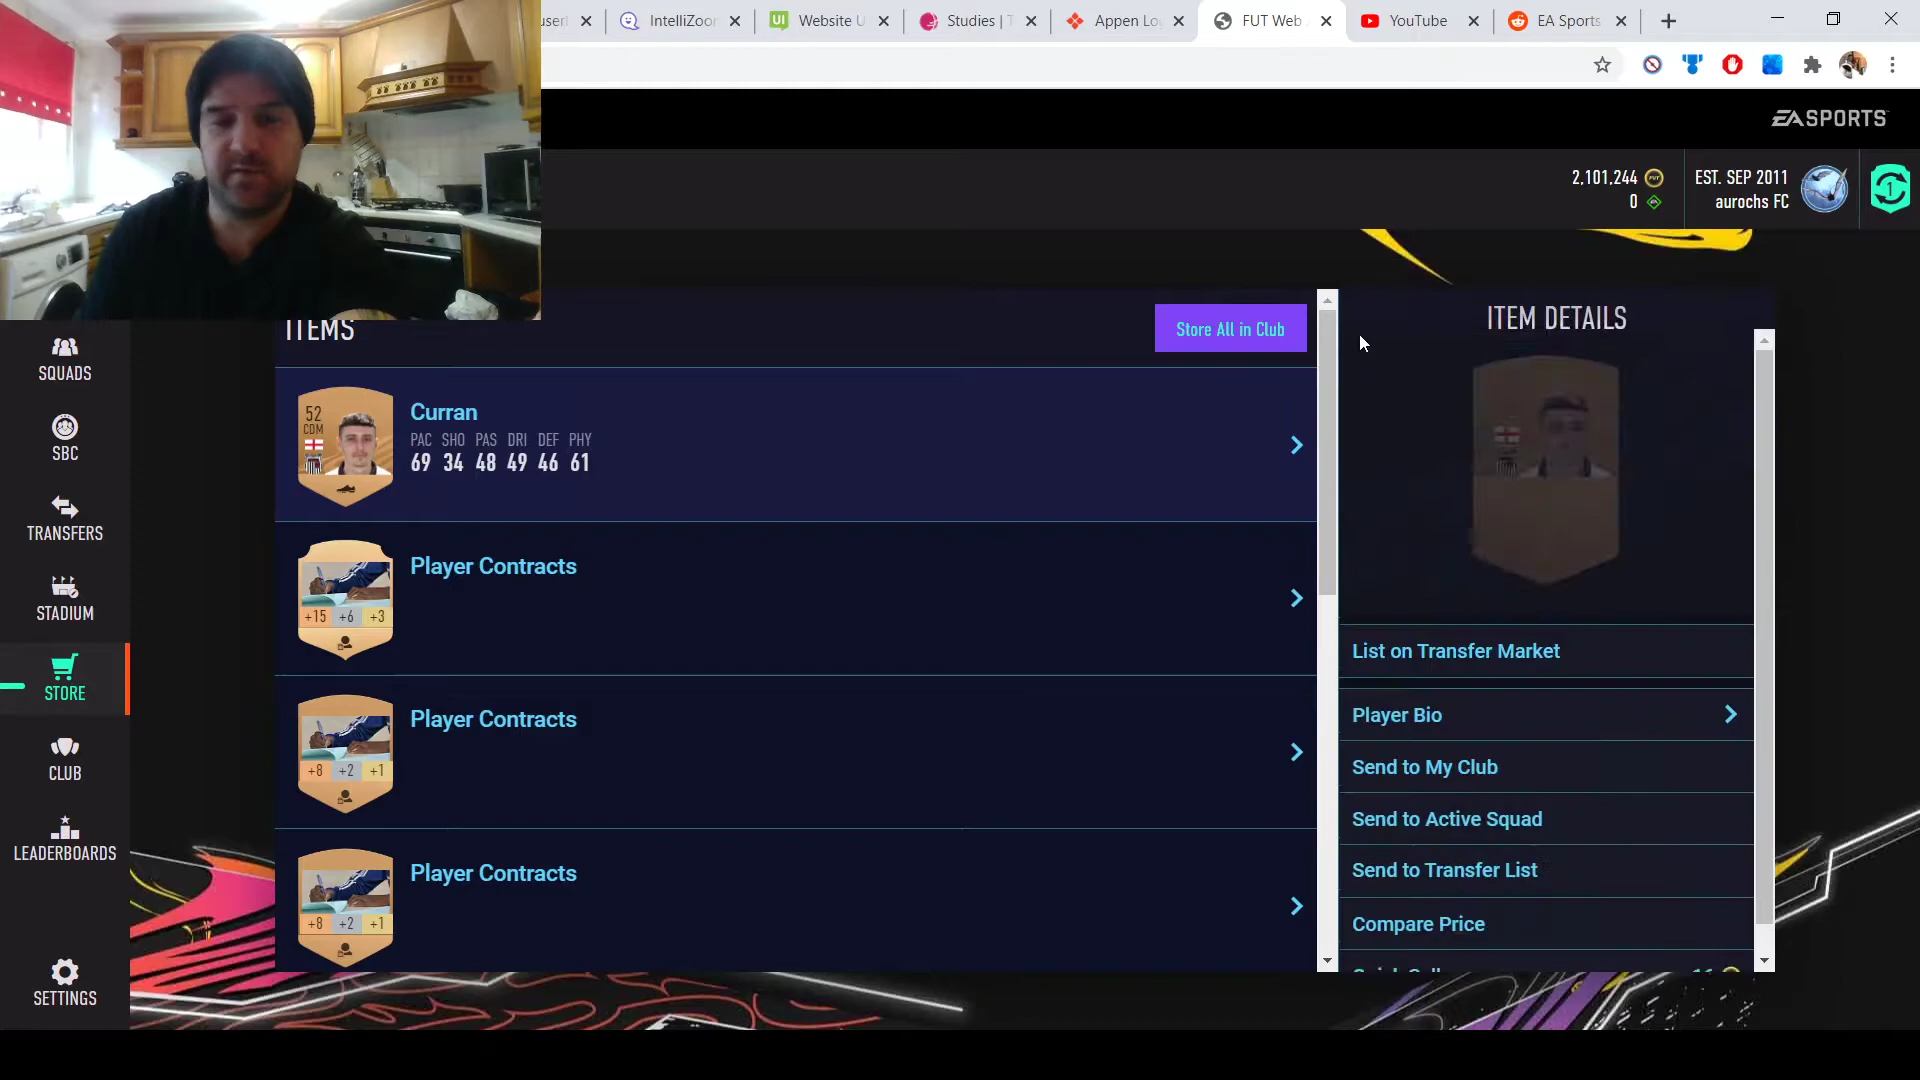 IntelliZoo
Website U
Studies | T
Appen Lo
FUT Web
YouTube
EA Sports
EA SPORTS
2,101,244
0
EST. SEP 2011
aurochs FC
1
SQUADS
SBC
TRANSFERS
STADIUM
STORE
CLUB
LEADERBOARDS
SETTINGS
ITEMS
Store All in Club
52
CDM
Curran
PAC SHO PAS DRI DEF PHY
69 34 48 49 46 61
Player Contracts
+15 +6 +3
Player Contracts
+8 +2 +1
Player Contracts
+8 +2 +1
ITEM DETAILS
List on Transfer Market
Player Bio
Send to My Club
Send to Active Squad
Send to Transfer List
Compare Price